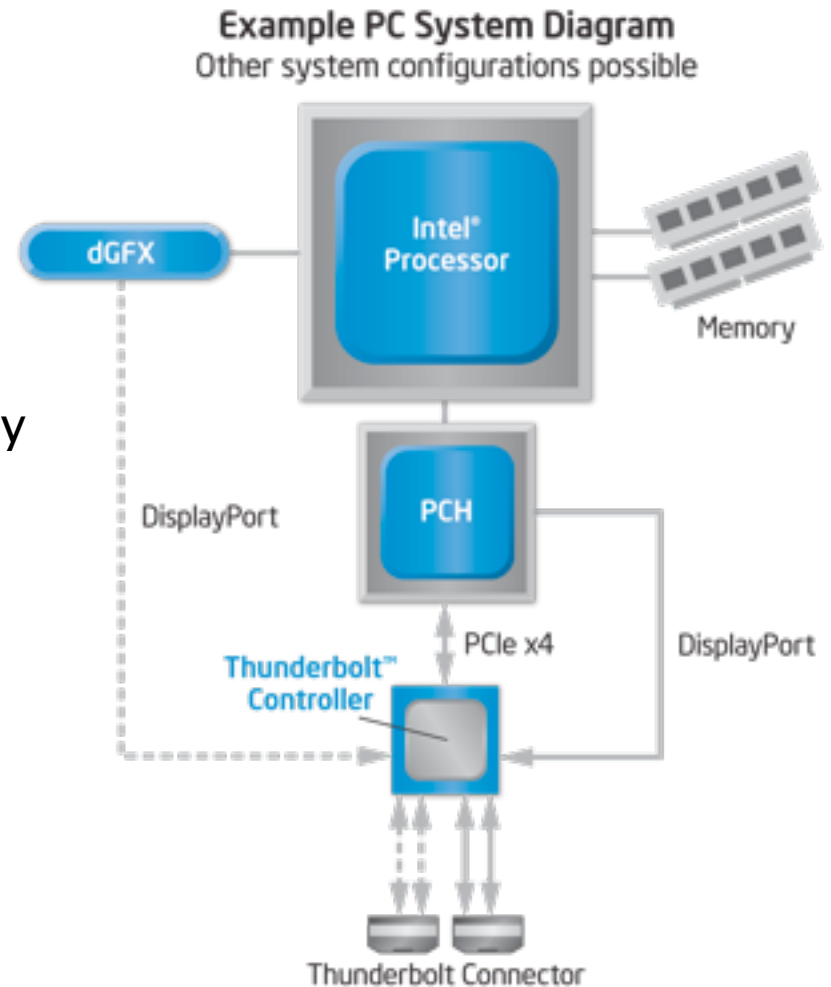 Example PC System Diagram
Other system configurations possible
Intel®
Processor
dGFX
Memory
y
DisplayPort
PCH
PCIe x4
DisplayPort
Thunderbolt™
Controller
Thunderbolt Connector